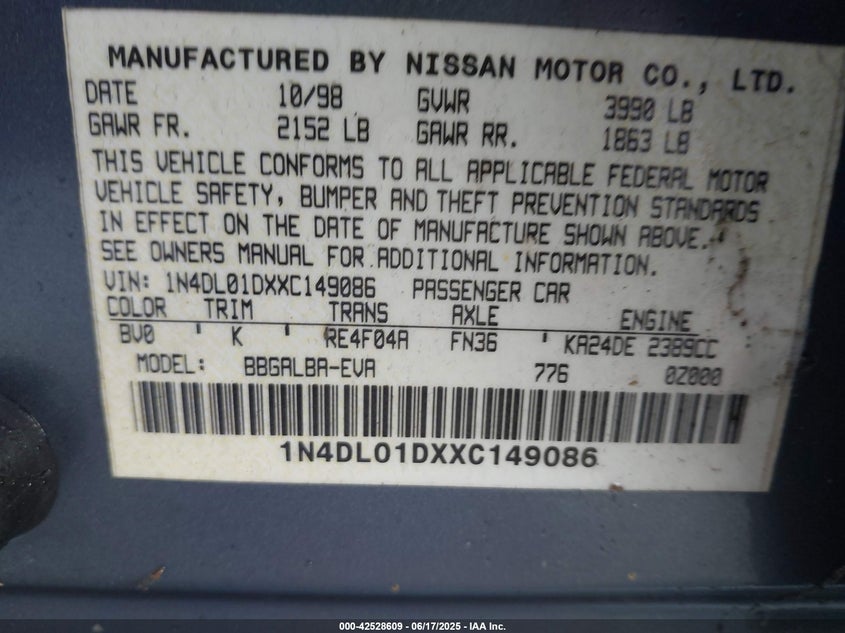 MANUFACTURED BY NISSAN MOTOR CO., LTD.
DATE 10/98 GVWR 3990 LB
GAWR FR. 2152 LB GAWR RR. 1863 LB
THIS VEHICLE CONFORMS TO ALL APPLICABLE FEDERAL MOTOR
VEHICLE SAFETY, BUMPER AND THEFT PREVENTION STANDARDS
IN EFFECT ON THE DATE OF MANUFACTURE SHOWN ABOVE.
SEE OWNERS MANUAL FOR ADDITIONAL INFORMATION.
VIN: 1N4DL01DXXC149086 PASSENGER CAR
COLOR TRIM TRANS AXLE ENGINE
BV0 ' K ' RE4F04A FN36 ' KA24DE 2389CC
MODEL: BBGALBA-EVA 776 0Z000
1N4DL01DXXC149086
000-42528609 - 06/17/2025 - IAA Inc.